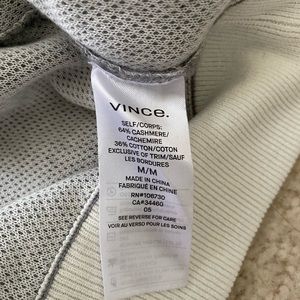 VINCE.
SELF/CORPS:
64% CASHMERE/
CACHEMIRE
36% COTTON/COTON
EXCLUSIVE OF TRIM/SAUF
LES BORDURES
M/M
MADE IN CHINA
FABRIQUÉ EN CHINE
RN#106730
CA#34460
05
SEE REVERSE FOR CARE
VOIR AU VERSO POUR LES SOINS